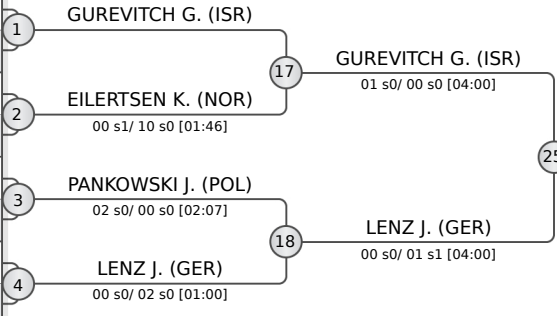 GUREVITCH G. (ISR)
1
17
GUREVITCH G. (ISR)
01 s0/ 00 s0 [04:00]
EILERTSEN K. (NOR)
2
00 s1/ 10 s0 [01:46]
25
PANKOWSKI J. (POL)
3
02 s0/ 00 s0 [02:07]
LENZ J. (GER)
18
00 s0/ 01 s1 [04:00]
LENZ J. (GER)
4
00 s0/ 02 s0 [01:00]